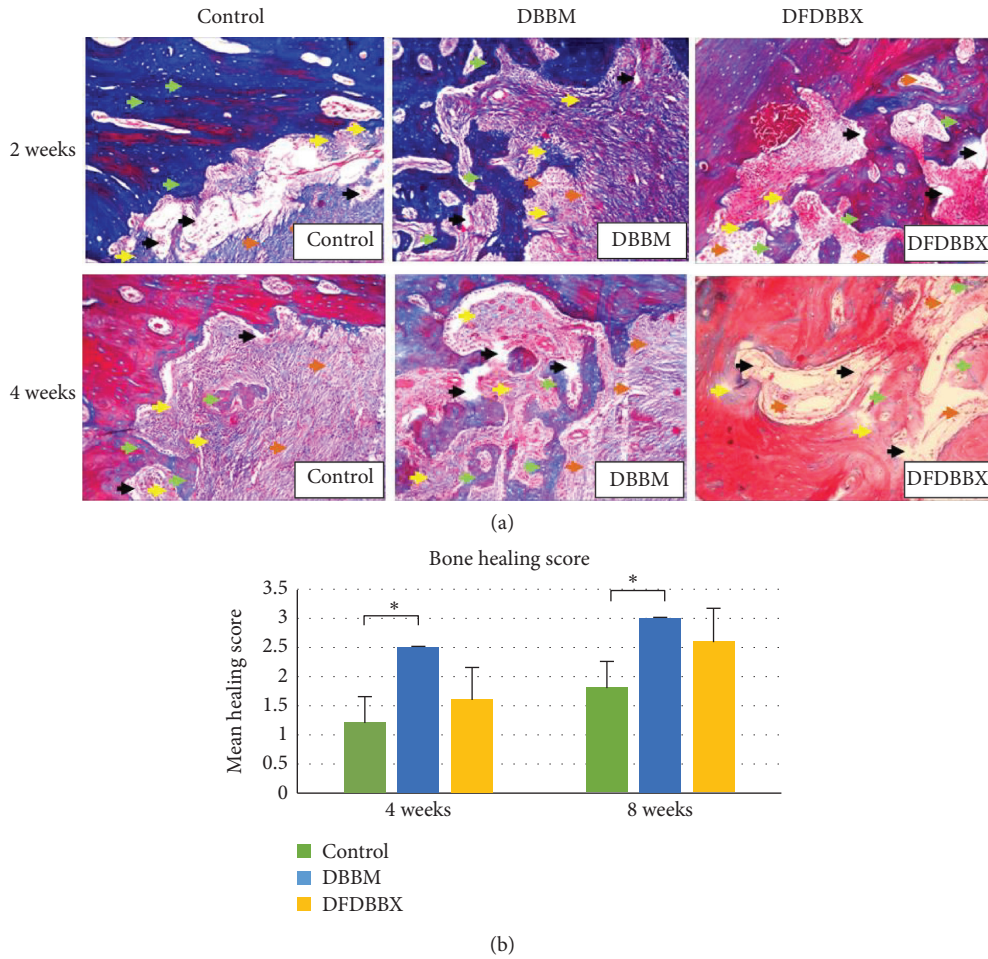 Control DBBM DFDBBX
2 weeks
Control DBBM DFDBBX
4 weeks
Control DBBM DFDBBX
(a)
Bone healing score
Mean healing score
3.5
3
2.5
2
1.5
1
0.5
0
* *
4 weeks 8 weeks
Control
DBBM
DFDBBX
(b)